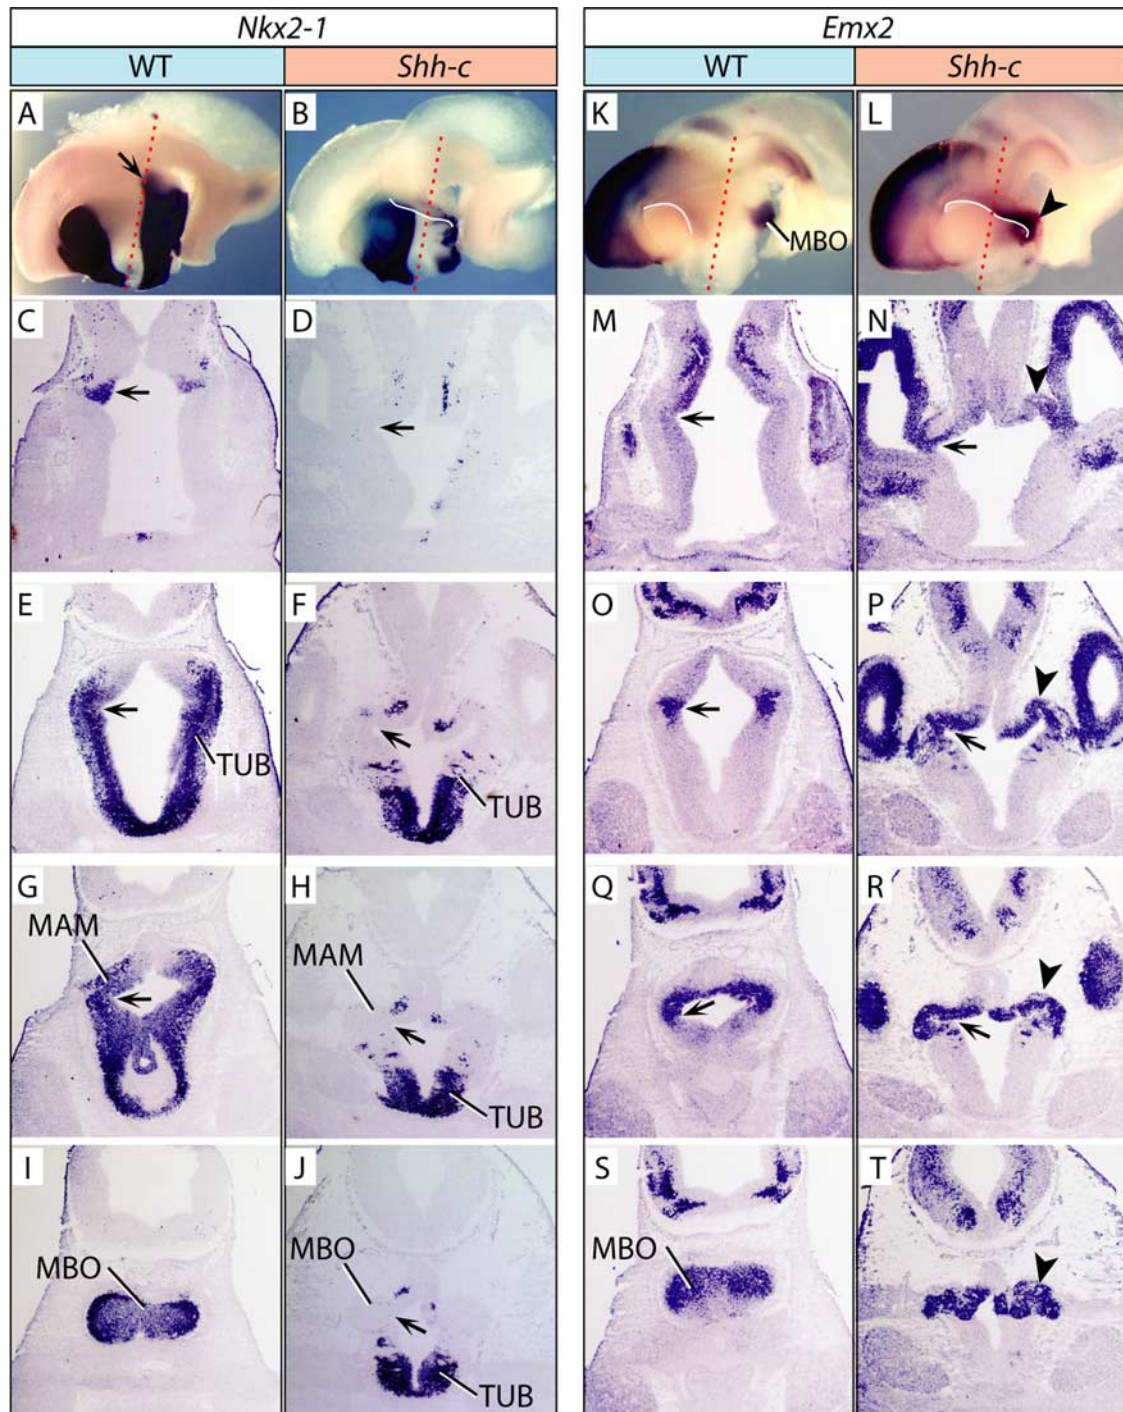 Nkx2-1 Emx2
WT Shh-c WT Shh-c
A B K L
MBO
C D M N
E F O P
TUB
TUB
G H Q R
MAM MAM
TUB
I J S T
MBO MBO MBO
TUB